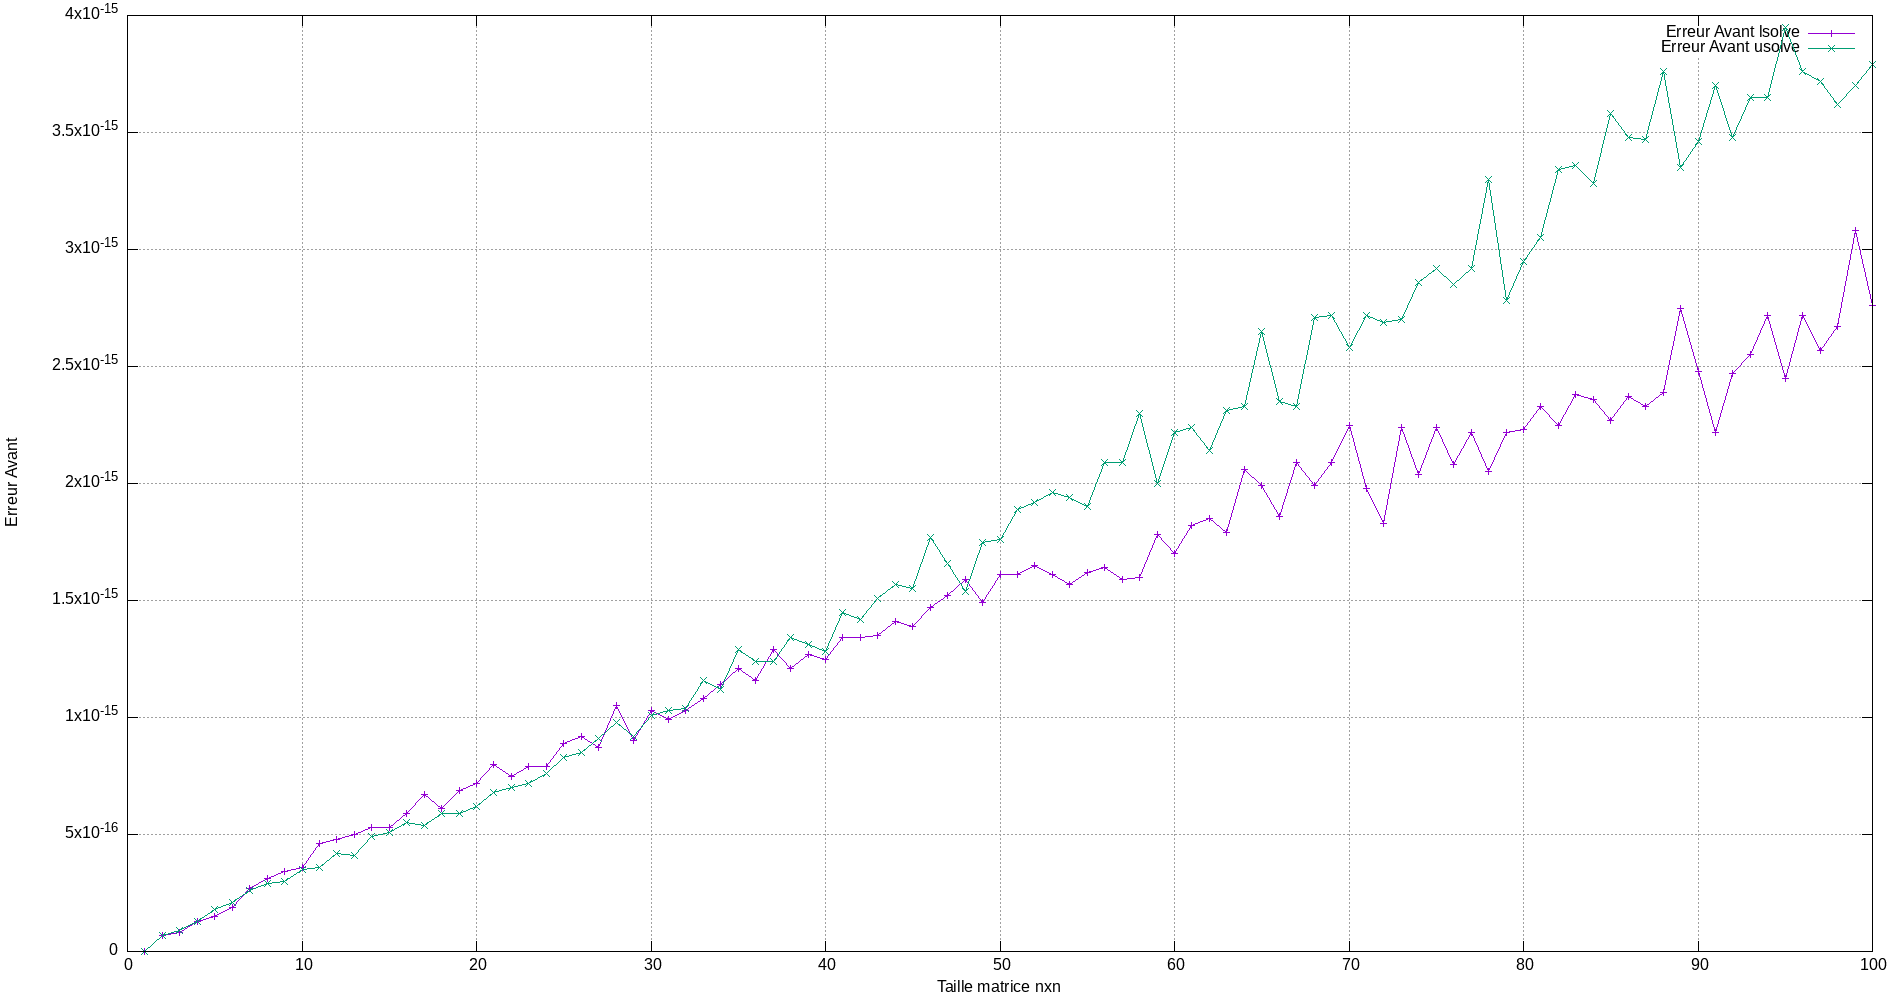 4x10-15
3.5x10-15
3x10-15
2.5x10-15
2x10-15
1.5x10-15
1x10-15
5x10-16
0
Erreur Avant
Erreur Avant lsolve
Erreur Avant usolve
0 10 20 30 40 50 60 70 80 90 100
Taille matrice nxn